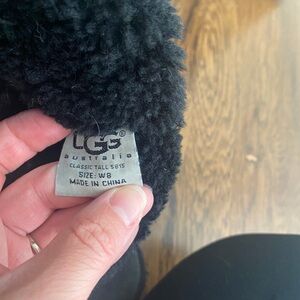 UGG®
australia
CLASSIC TALL 5815
SIZE: W8
MADE IN CHINA